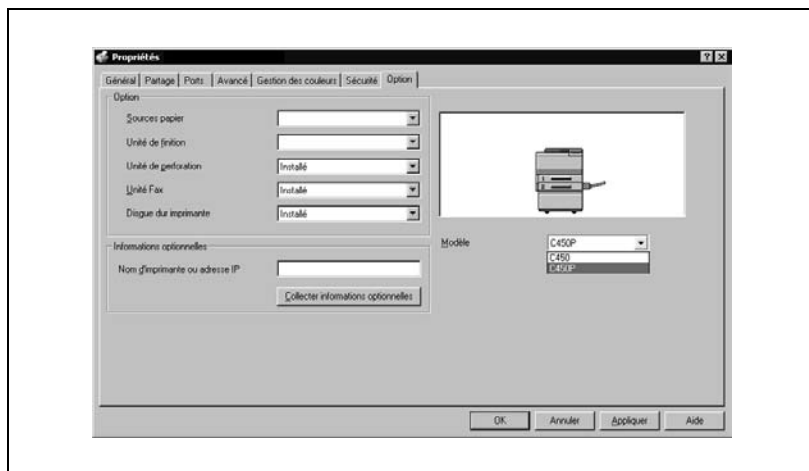 Propriétés
Général Partage Ports Avancé Gestion des couleurs Sécurité Option
Option
Sources papier
Unité de finition
Unité de perforation Installé
Unité Fax Installé
Disque dur imprimante Installé
Informations optionnelles
Nom d'imprimante ou adresse IP
Collecter informations optionnelles
Modèle C450P
C450
C450P
OK Annuler Appliquer Aide